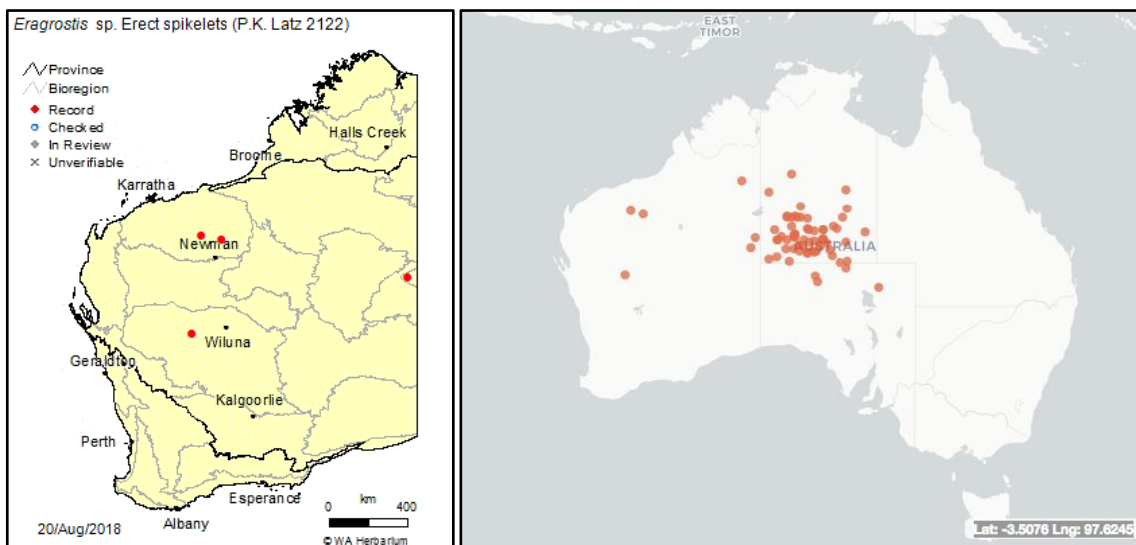 Eragrostis sp. Erect spikelets (P.K. Latz 2122)
Province
Bioregion
Record
Checked
In Review
Unverifiable
Halls Creek
Broome
Karratha
Newman
Wiluna
Geraldton
Kalgoorlie
Perth
Esperance
Albany
km
0 400
20/Aug/2018
© WA Herbarium
EAST
TIMOR
AUSTRALIA
Lat: -3.5076 Lng: 97.6245